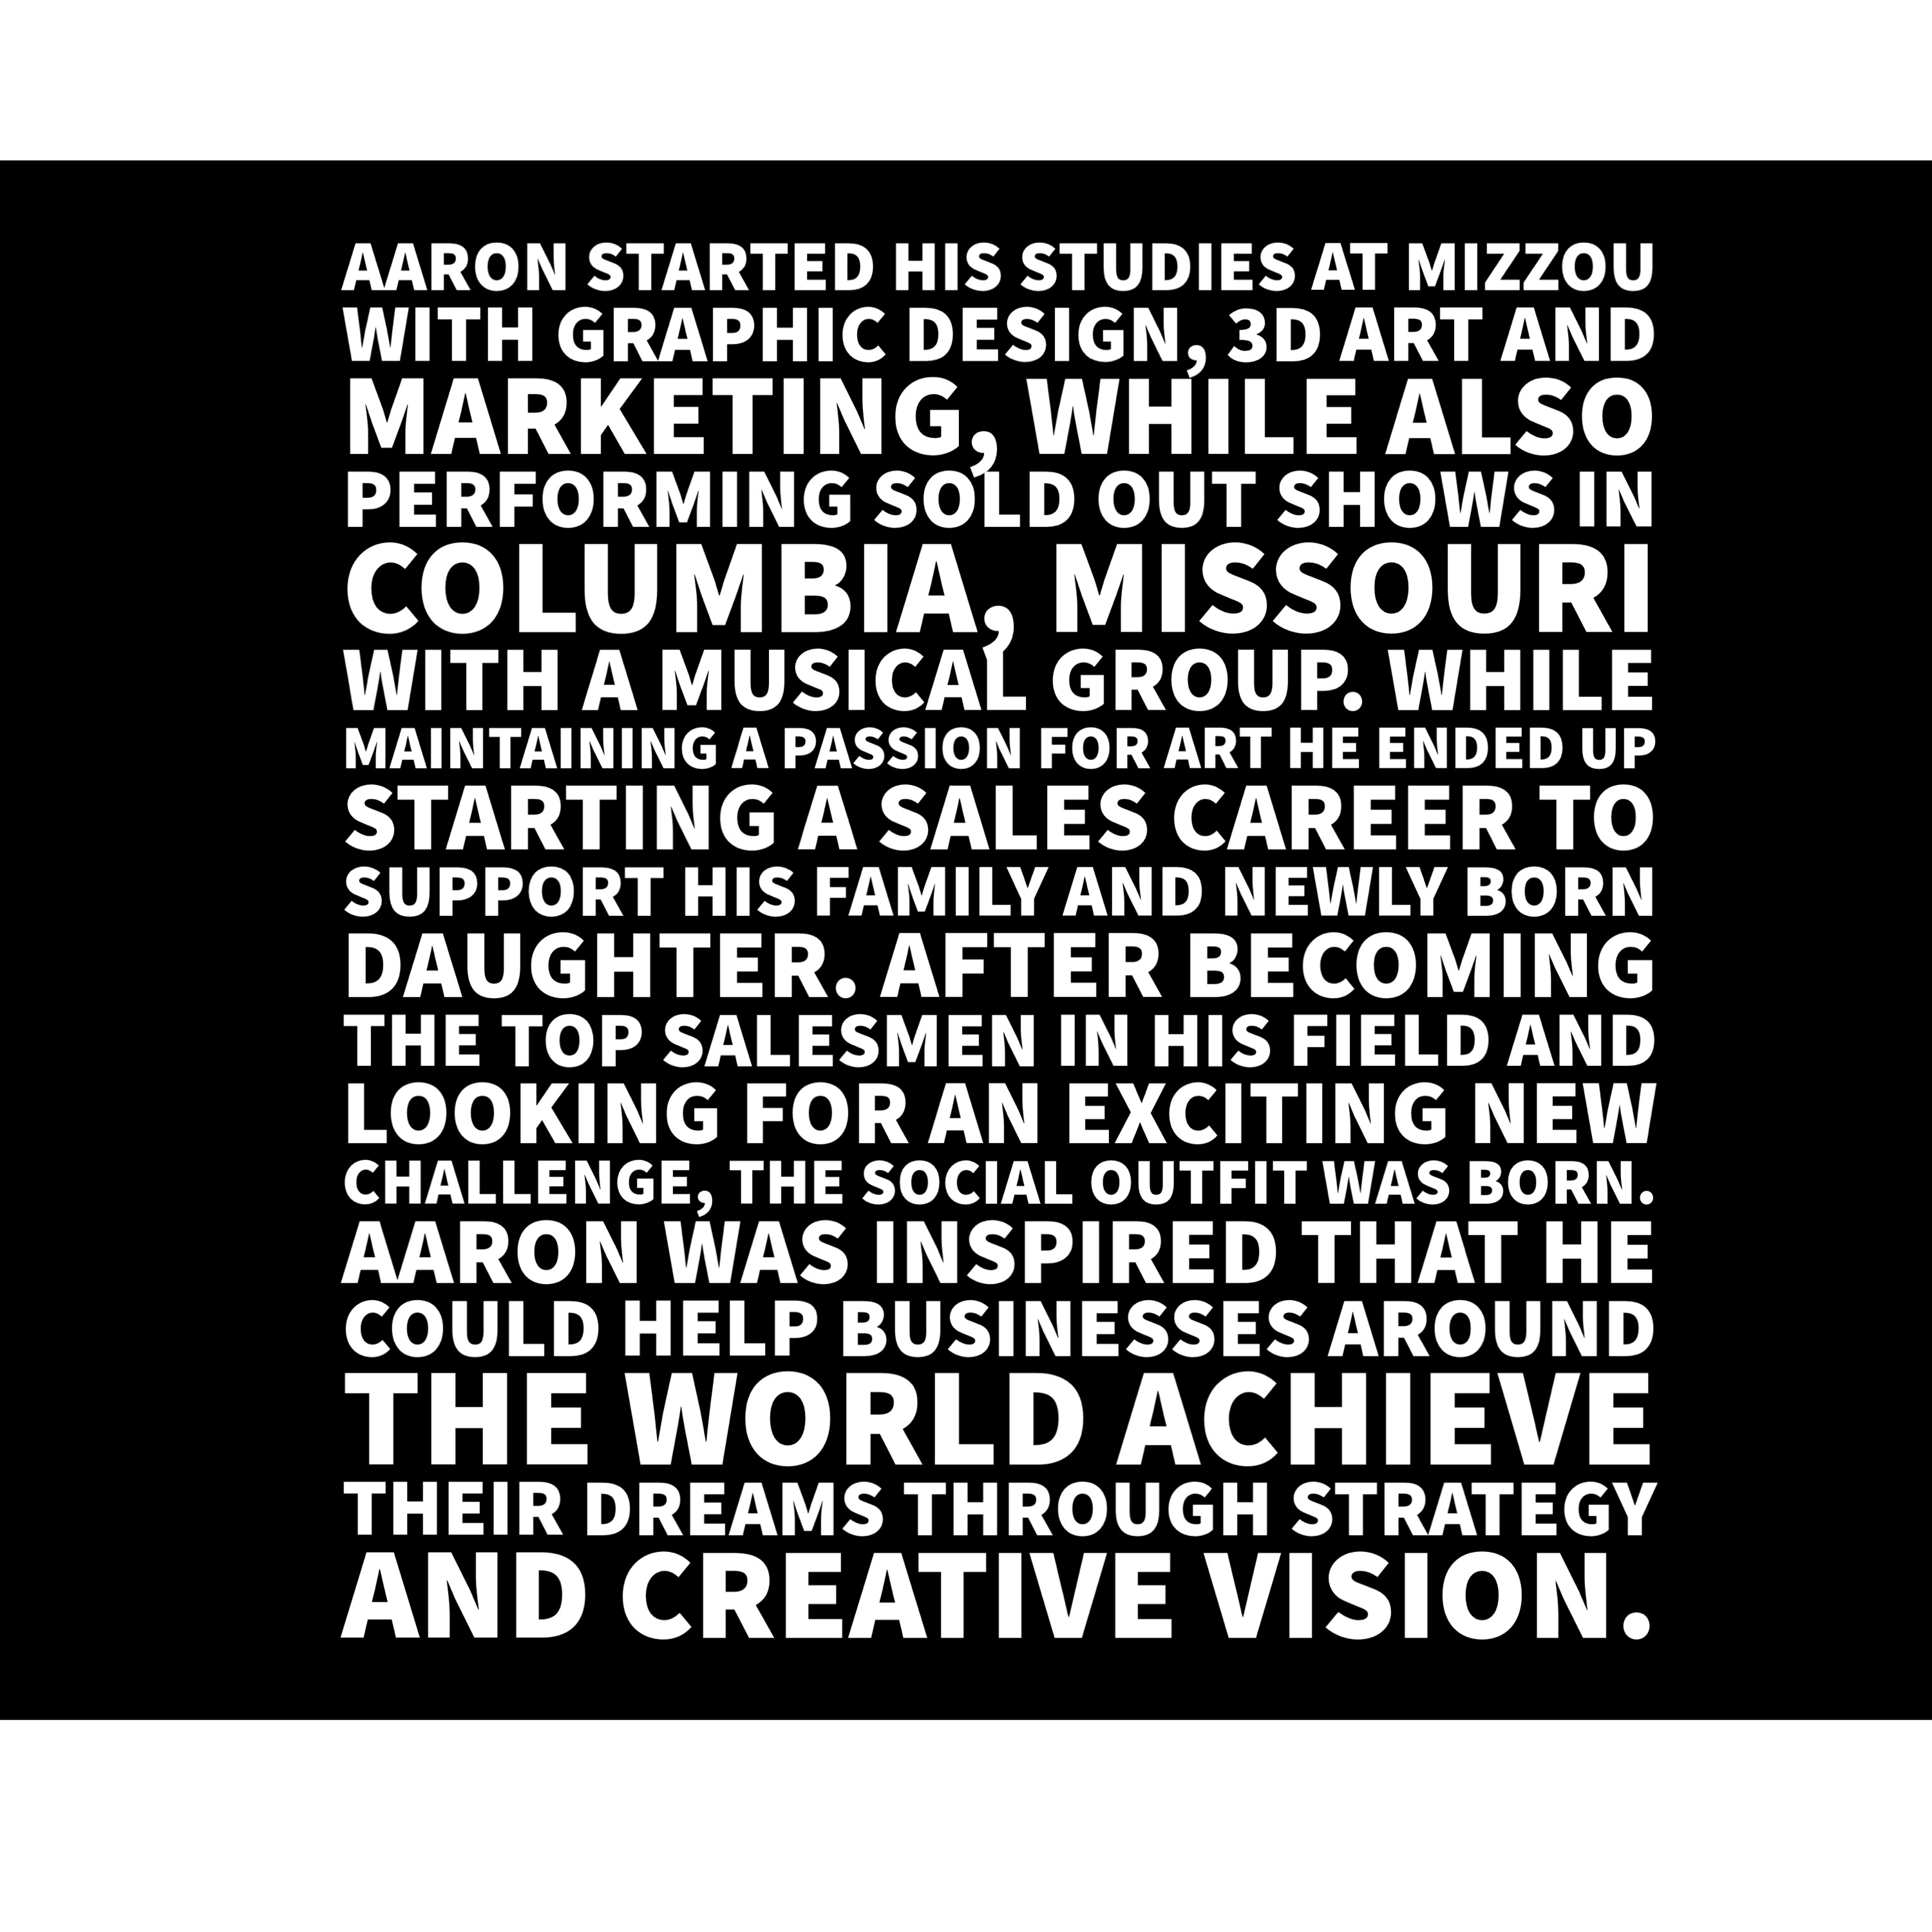 AARON STARTED HIS STUDIES AT MIZZOU
WITH GRAPHIC DESIGN, 3D ART AND
MARKETING, WHILE ALSO
PERFORMING SOLD OUT SHOWS IN
COLUMBIA, MISSOURI
WITH A MUSICAL GROUP. WHILE
MAINTAINING A PASSION FOR ART HE ENDED UP
STARTING A SALES CAREER TO
SUPPORT HIS FAMILY AND NEWLY BORN
DAUGHTER. AFTER BECOMING
THE TOP SALESMEN IN HIS FIELD AND
LOOKING FOR AN EXCITING NEW
CHALLENGE, THE SOCIAL OUTFIT WAS BORN.
AARON WAS INSPIRED THAT HE
COULD HELP BUSINESSES AROUND
THE WORLD ACHIEVE
THEIR DREAMS THROUGH STRATEGY
AND CREATIVE VISION.